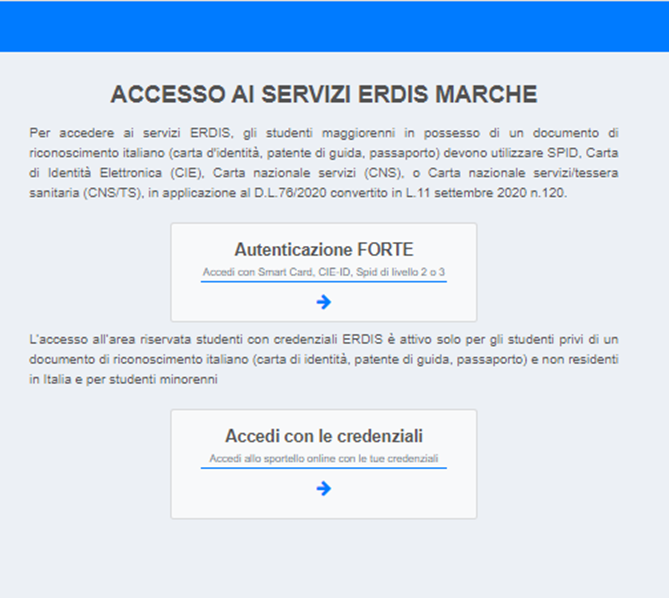 ACCESSO AI SERVIZI ERDIS MARCHE
Per accedere ai servizi ERDIS, gli studenti maggiorenni in possesso di un documento di
riconoscimento italiano (carta d'identità, patente di guida, passaporto) devono utilizzare SPID, Carta
di Identità Elettronica (CIE), Carta nazionale servizi (CNS), o Carta nazionale servizi/tessera
sanitaria (CNS/TS), in applicazione al D.L.76/2020 convertito in L.11 settembre 2020 n.120.
Autenticazione FORTE
Accedi con Smart Card, CIE-ID, Spid di livello 2 o 3
L'accesso all'area riservata studenti con credenziali ERDIS è attivo solo per gli studenti privi di un
documento di riconoscimento italiano (carta di identità, patente di guida, passaporto) e non residenti
in Italia e per studenti minorenni
Accedi con le credenziali
Accedi allo sportello online con le tue credenziali